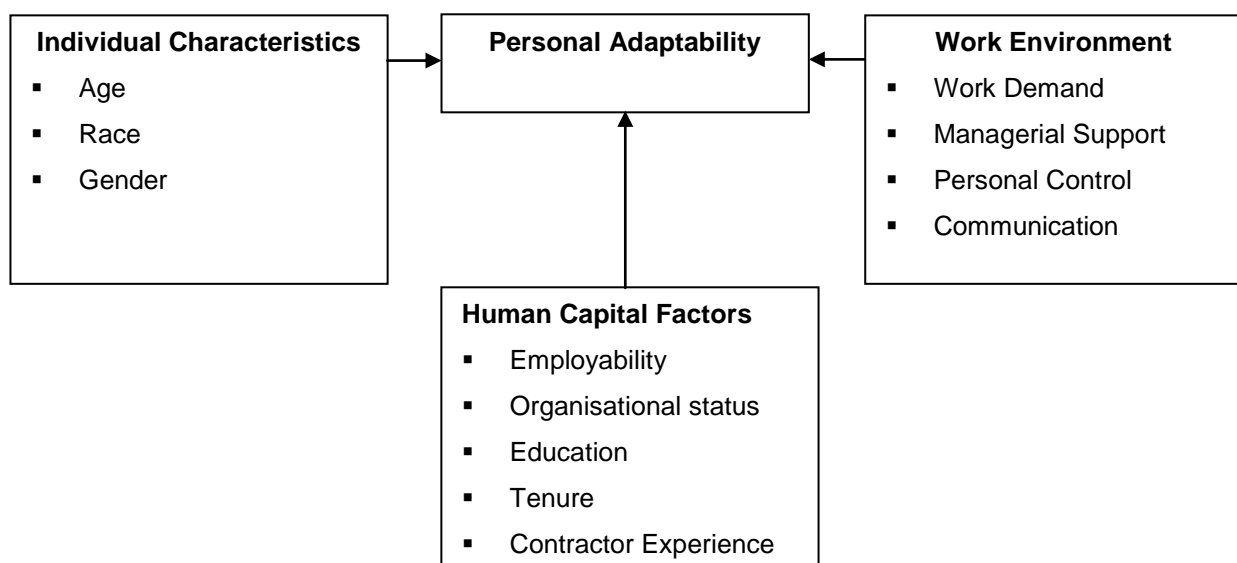 Individual Characteristics
▪ Age
▪ Race
▪ Gender
Personal Adaptability
Work Environment
▪ Work Demand
▪ Managerial Support
▪ Personal Control
▪ Communication
Human Capital Factors
▪ Employability
▪ Organisational status
▪ Education
▪ Tenure
▪ Contractor Experience